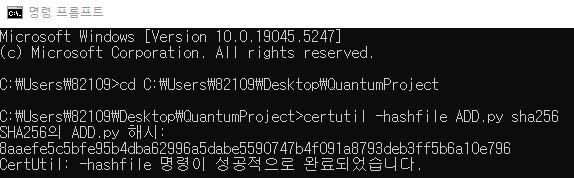 명령 프롬프트
Microsoft Windows [Version 10.0.19045.5247]
(c) Microsoft Corporation. All rights reserved.
C:₩Users₩82109>cd C:₩Users₩82109₩Desktop₩QuantumProject
C:₩Users₩82109₩Desktop₩QuantumProject>certutil -hashfile ADD.py sha256
SHA256의 ADD.py 해시:
8aaefe5c5bfe95b4dba62996a5dabe5590747b4f091a8793deb3ff5b6a10e796
CertUtil: -hashfile 명령이 성공적으로 완료되었습니다.